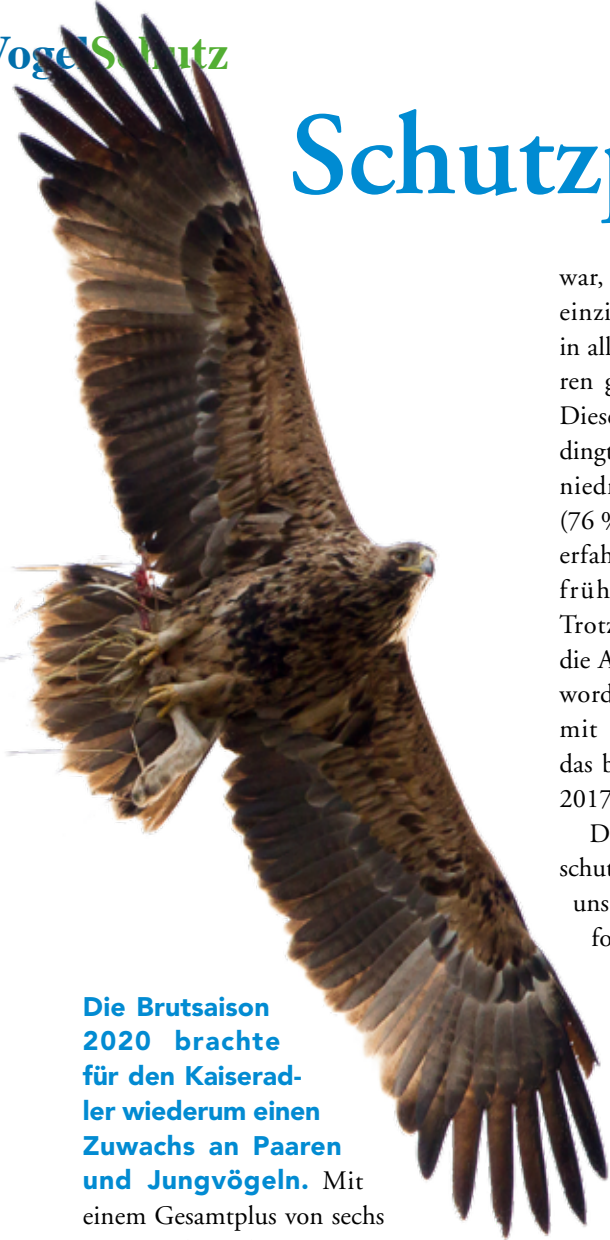 VogelSchutz
Schutz
Die Brutsaison
2020 brachte
für den Kaiserad-
ler wiederum einen
Zuwachs an Paaren
und Jungvögeln. Mit
einem Gesamtplus von sechs
war,
einzi
in all
ren g
Diese
dingt
niedr
(76 %
erfah
früh
Trotz
die A
word
mit
das b
2017
D
schut
uns
fo